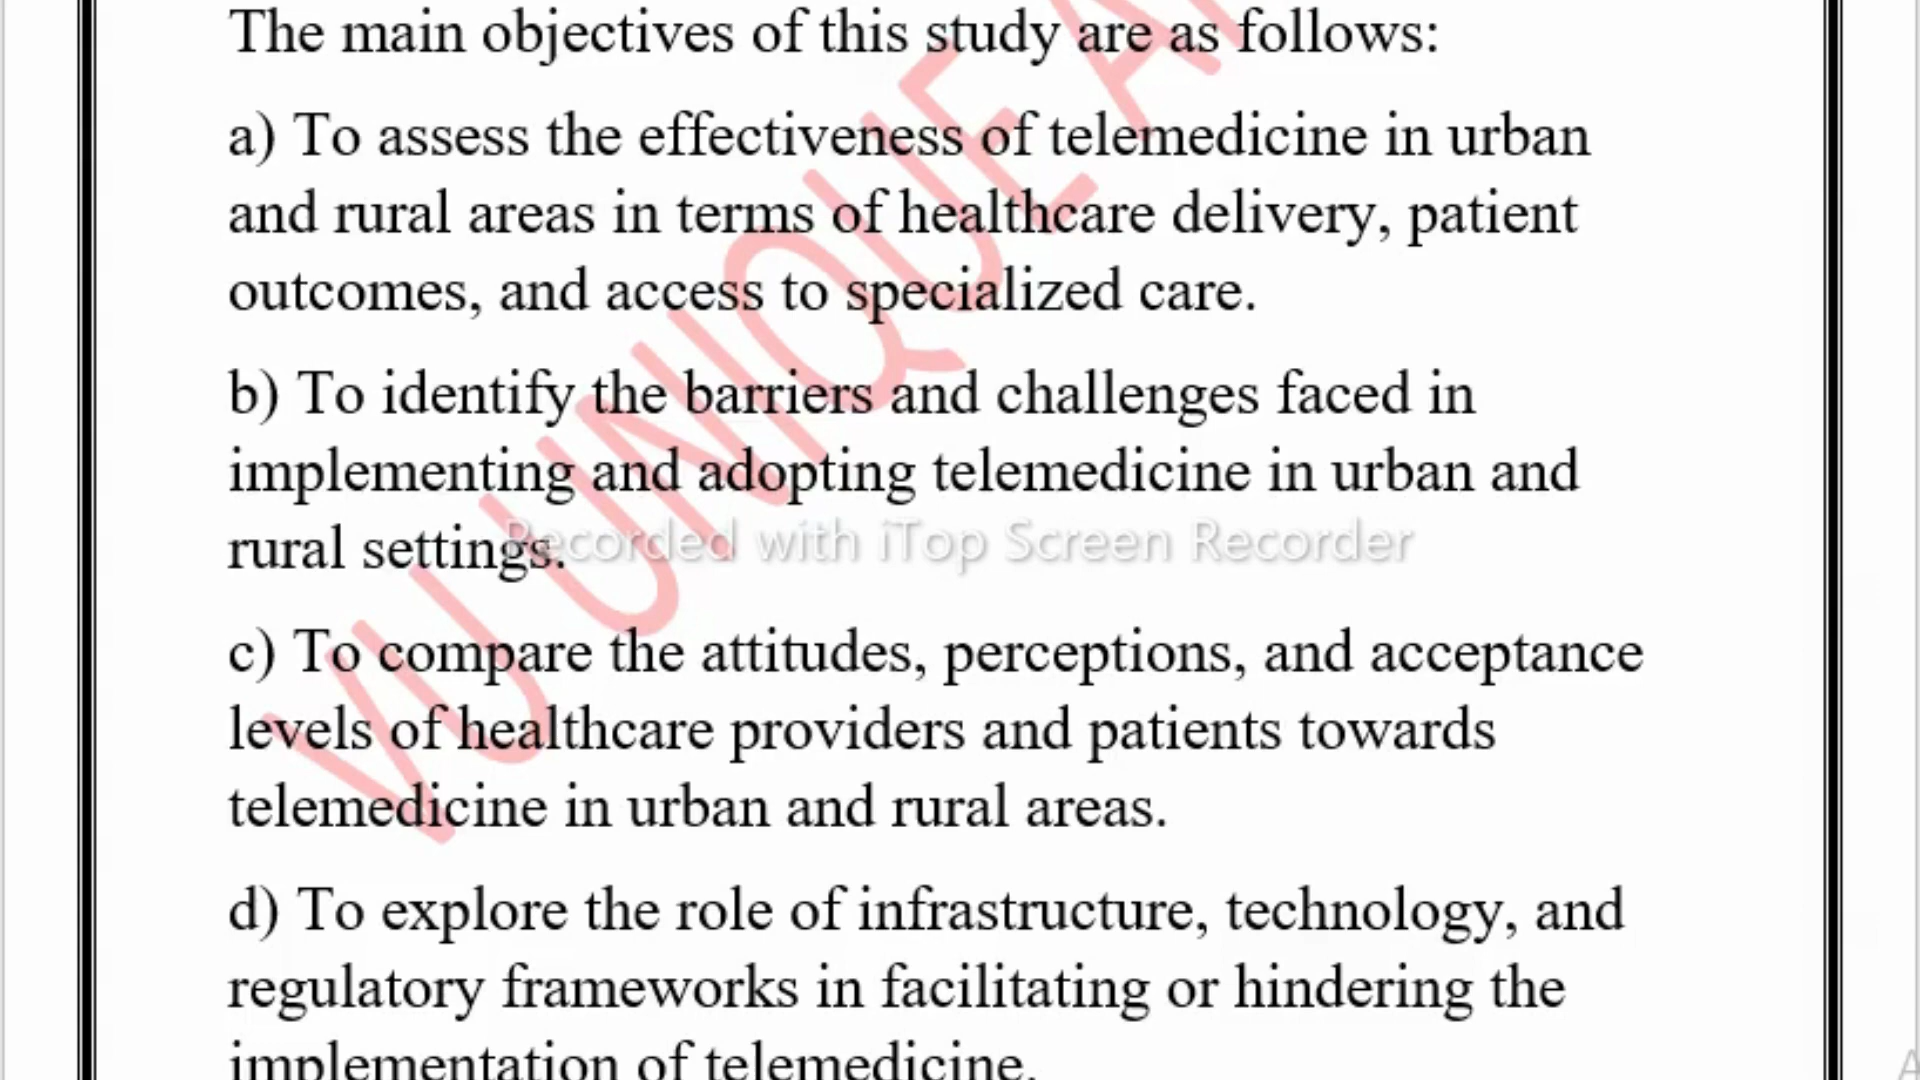 The main objectives of this study are as follows:
a) To assess the effectiveness of telemedicine in urban
and rural areas in terms of healthcare delivery, patient
outcomes, and access to specialized care.
b) To identify the barriers and challenges faced in
implementing and adopting telemedicine in urban and
rural settings.
Recorded with iTop Screen Recorder
c) To compare the attitudes, perceptions, and acceptance
levels of healthcare providers and patients towards
telemedicine in urban and rural areas.
d) To explore the role of infrastructure, technology, and
regulatory frameworks in facilitating or hindering the
implementation of telemedicine.
VU UNIQUE